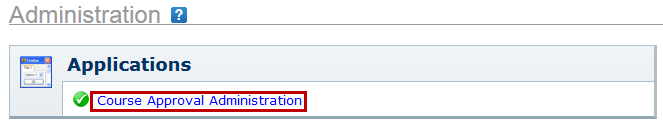 Administration ?
Applications
Course Approval Administration